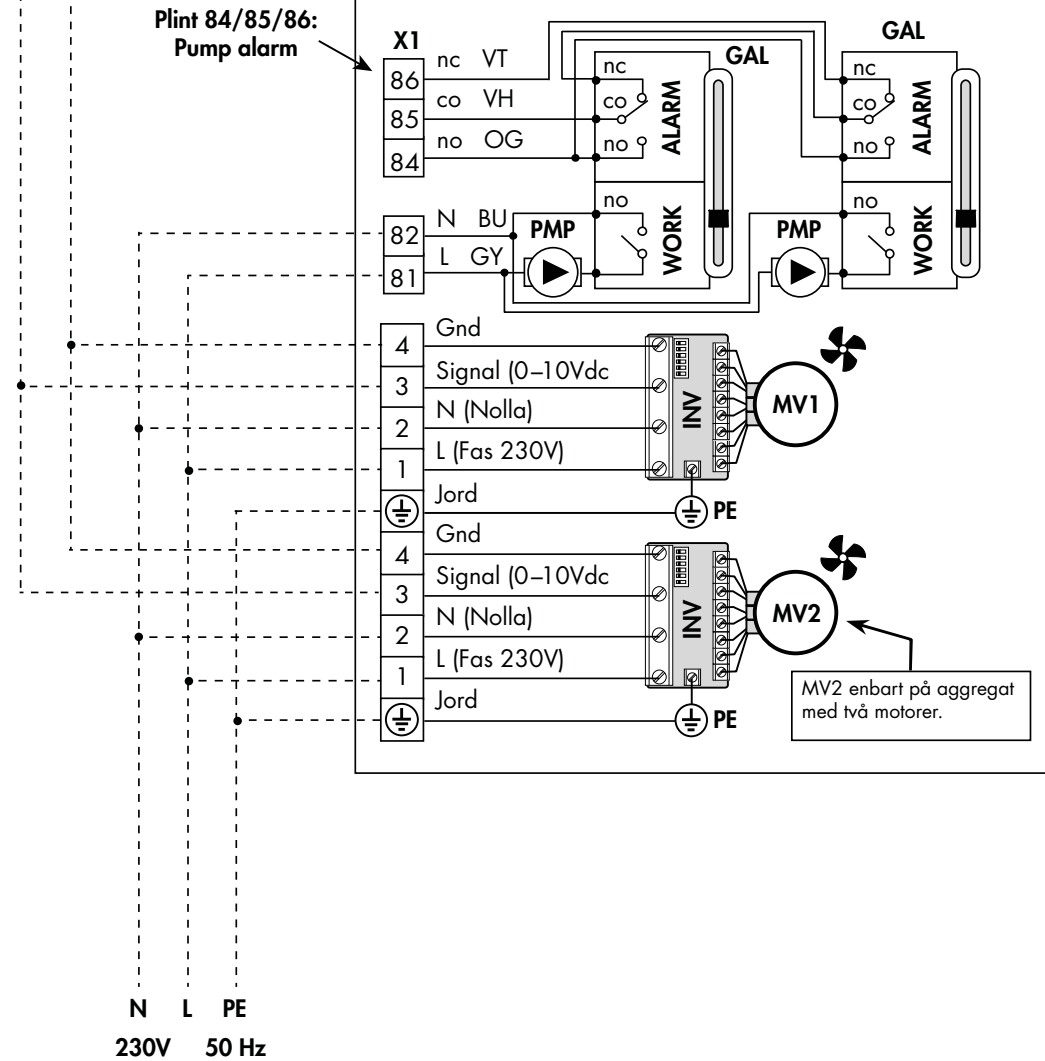 Plint 84/85/86:
Pump alarm
X1
86 nc VT
85 co VH
84 no OG
GAL
nc
co
no
ALARM
no
WORK
PMP
GAL
nc
co
no
ALARM
no
WORK
PMP
82 N BU
81 L GY
4 Gnd
3 Signal (0–10Vdc
2 N (Nolla)
1 L (Fas 230V)
Jord
INV
MV1
PE
4 Gnd
3 Signal (0–10Vdc
2 N (Nolla)
1 L (Fas 230V)
Jord
INV
MV2
PE
MV2 enbart på aggregat
med två motorer.
N L PE
230V 50 Hz